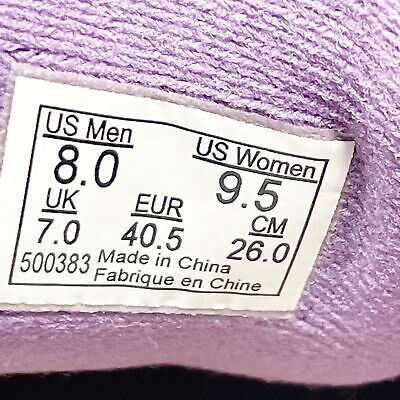 US Men US Women
8.0 9.5
UK EUR CM
7.0 40.5 26.0
500383 Made in China
Fabrique en Chine